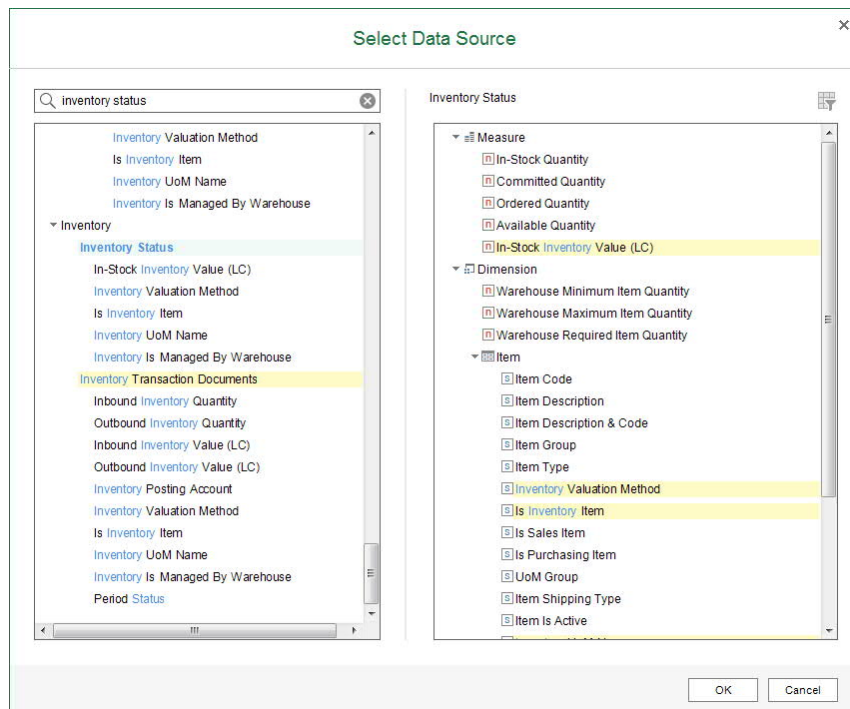 Select Data Source
inventory status
Inventory Valuation Method
Is Inventory Item
Inventory UoM Name
Inventory Is Managed By Warehouse
Inventory
Inventory Status
In-Stock Inventory Value (LC)
Inventory Valuation Method
Is Inventory Item
Inventory UoM Name
Inventory Is Managed By Warehouse
Inventory Transaction Documents
Inbound Inventory Quantity
Outbound Inventory Quantity
Inbound Inventory Value (LC)
Outbound Inventory Value (LC)
Inventory Posting Account
Inventory Valuation Method
Is Inventory Item
Inventory UoM Name
Inventory Is Managed By Warehouse
Period Status
Inventory Status
Measure
In-Stock Quantity
Committed Quantity
Ordered Quantity
Available Quantity
In-Stock Inventory Value (LC)
Dimension
Warehouse Minimum Item Quantity
Warehouse Maximum Item Quantity
Warehouse Required Item Quantity
Item
Item Code
Item Description
Item Description & Code
Item Group
Item Type
Inventory Valuation Method
Is Inventory Item
Is Sales Item
Is Purchasing Item
UoM Group
Item Shipping Type
Item Is Active
OK
Cancel